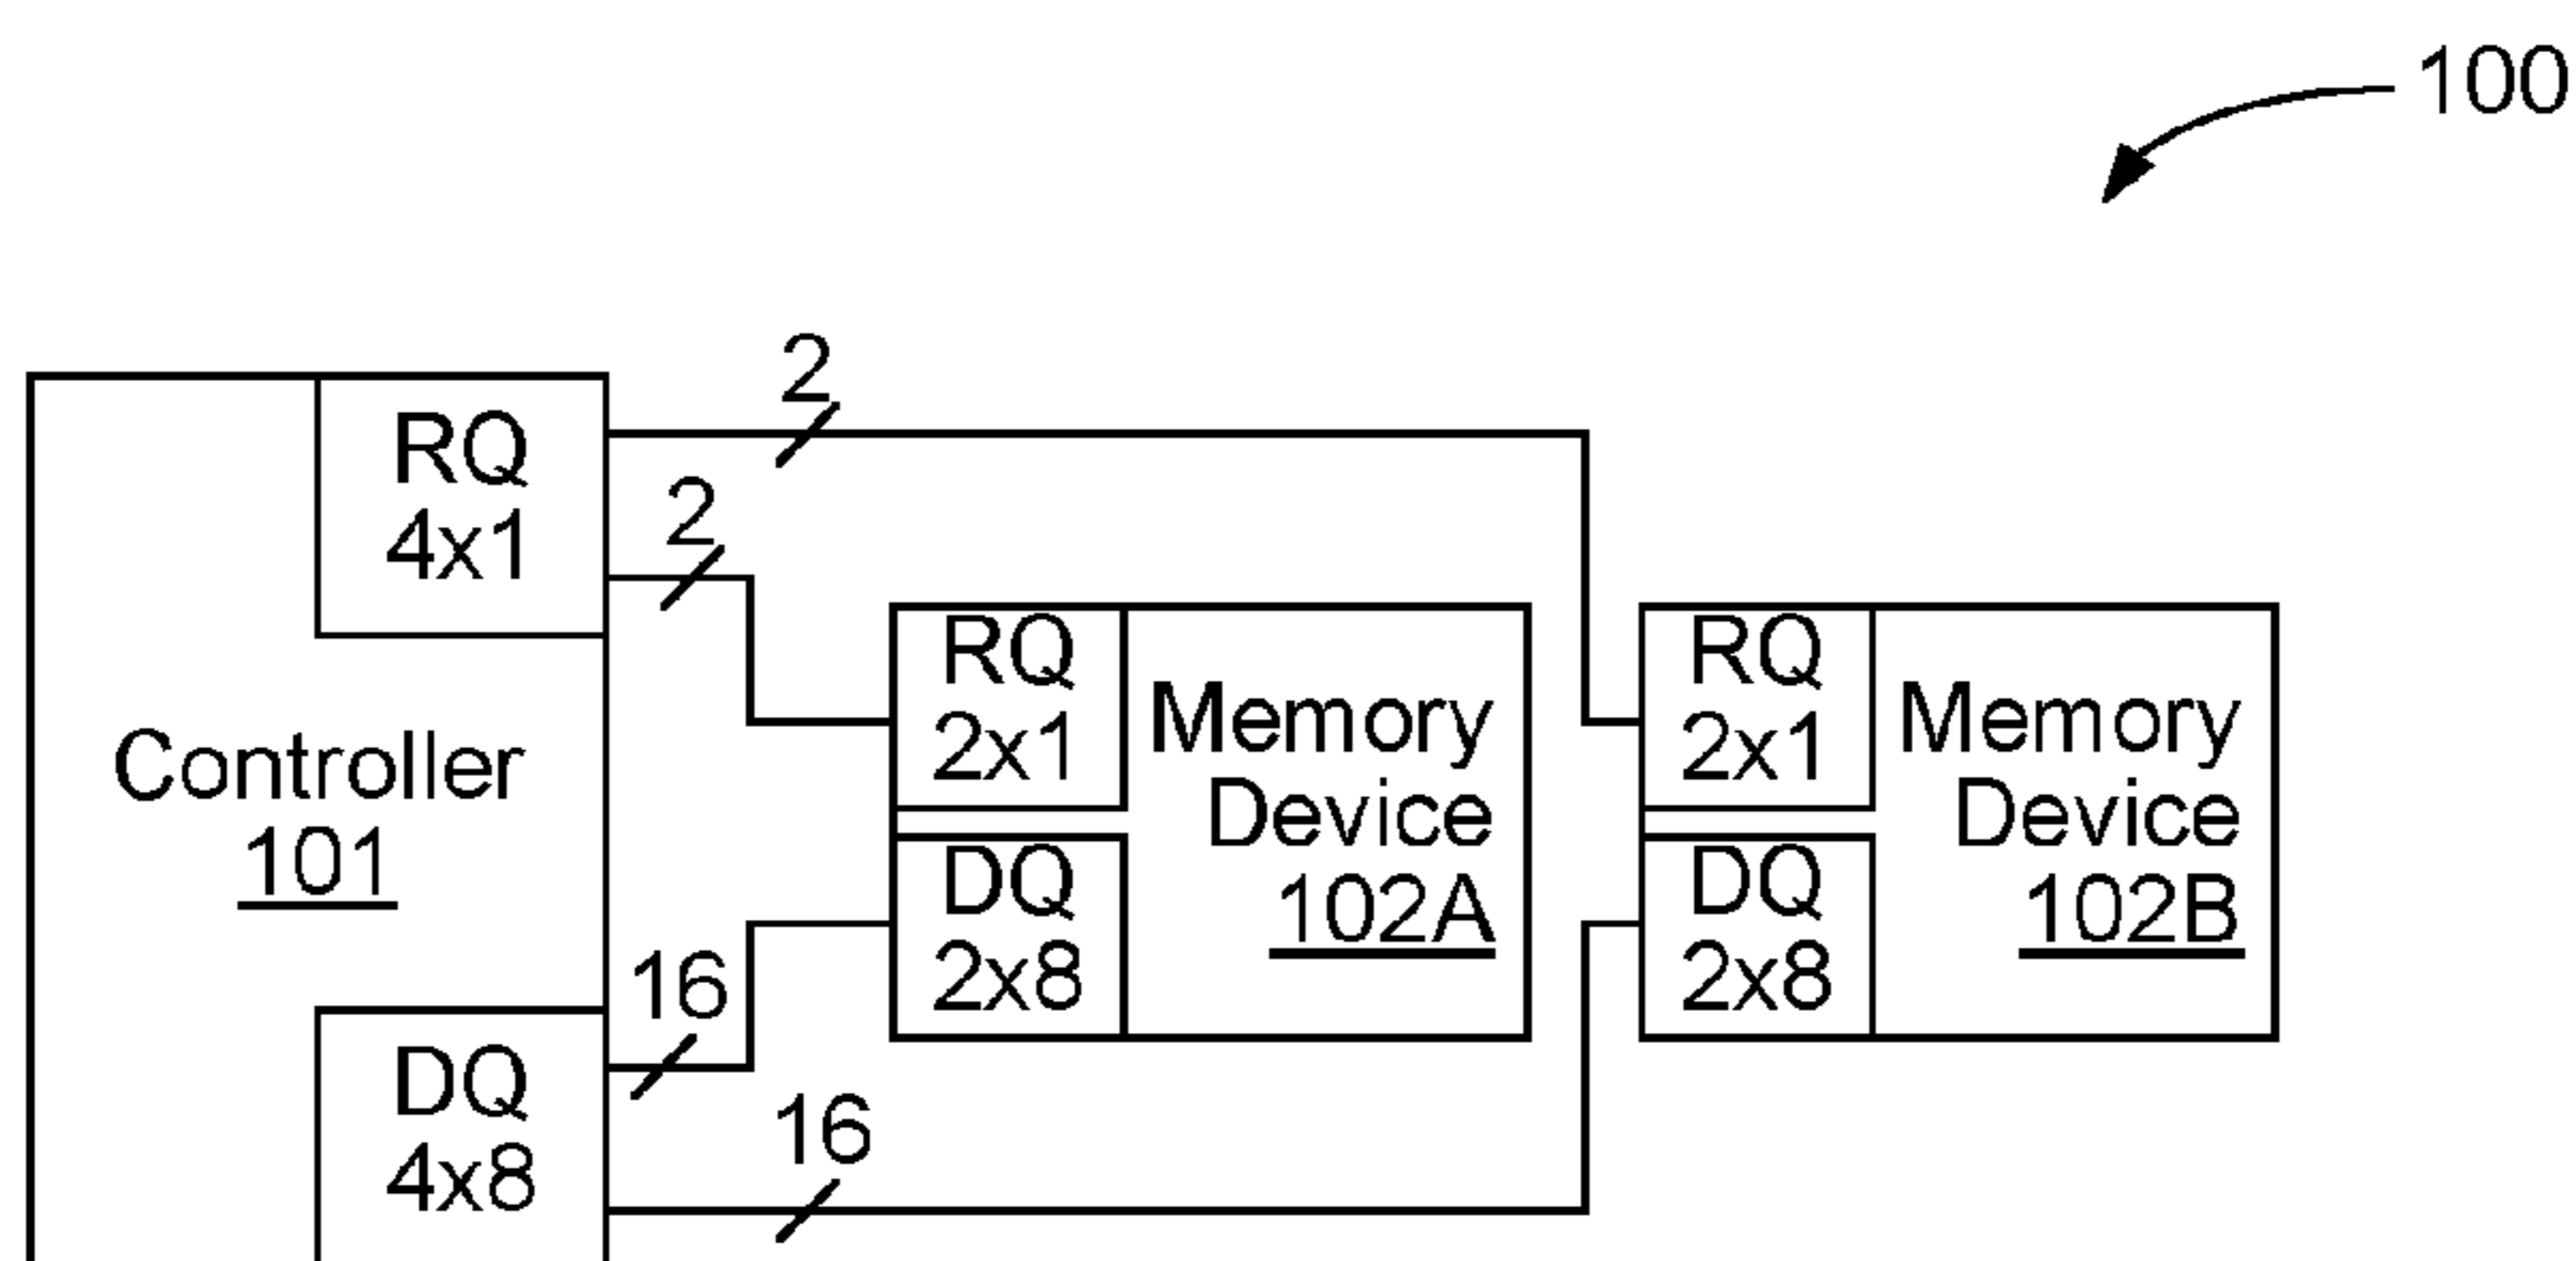 100
2
RQ
4x1
2
RQ
2x1
Memory
Device
102A
DQ
2x8
RQ
2x1
Memory
Device
102B
DQ
2x8
Controller
101
16
DQ
4x8
16